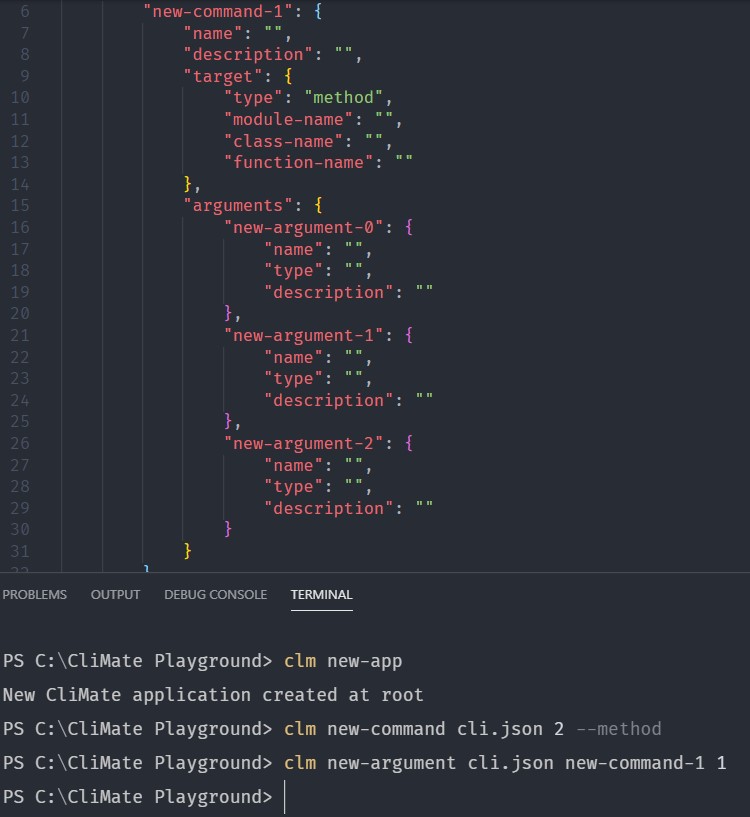 6 "new-command-1": {
7 "name": "",
8 "description": "",
9 "target": {
10 "type": "method",
11 "module-name": "",
12 "class-name": "",
13 "function-name": ""
14 },
15 "arguments": {
16 "new-argument-0": {
17 "name": "",
18 "type": "",
19 "description": ""
20 },
21 "new-argument-1": {
22 "name": "",
23 "type": "",
24 "description": ""
25 },
26 "new-argument-2": {
27 "name": "",
28 "type": "",
29 "description": ""
30 }
31 }
PROBLEMS OUTPUT DEBUG CONSOLE TERMINAL
PS C:\CliMate Playground> clm new-app
New CliMate application created at root
PS C:\CliMate Playground> clm new-command cli.json 2 --method
PS C:\CliMate Playground> clm new-argument cli.json new-command-1 1
PS C:\CliMate Playground>